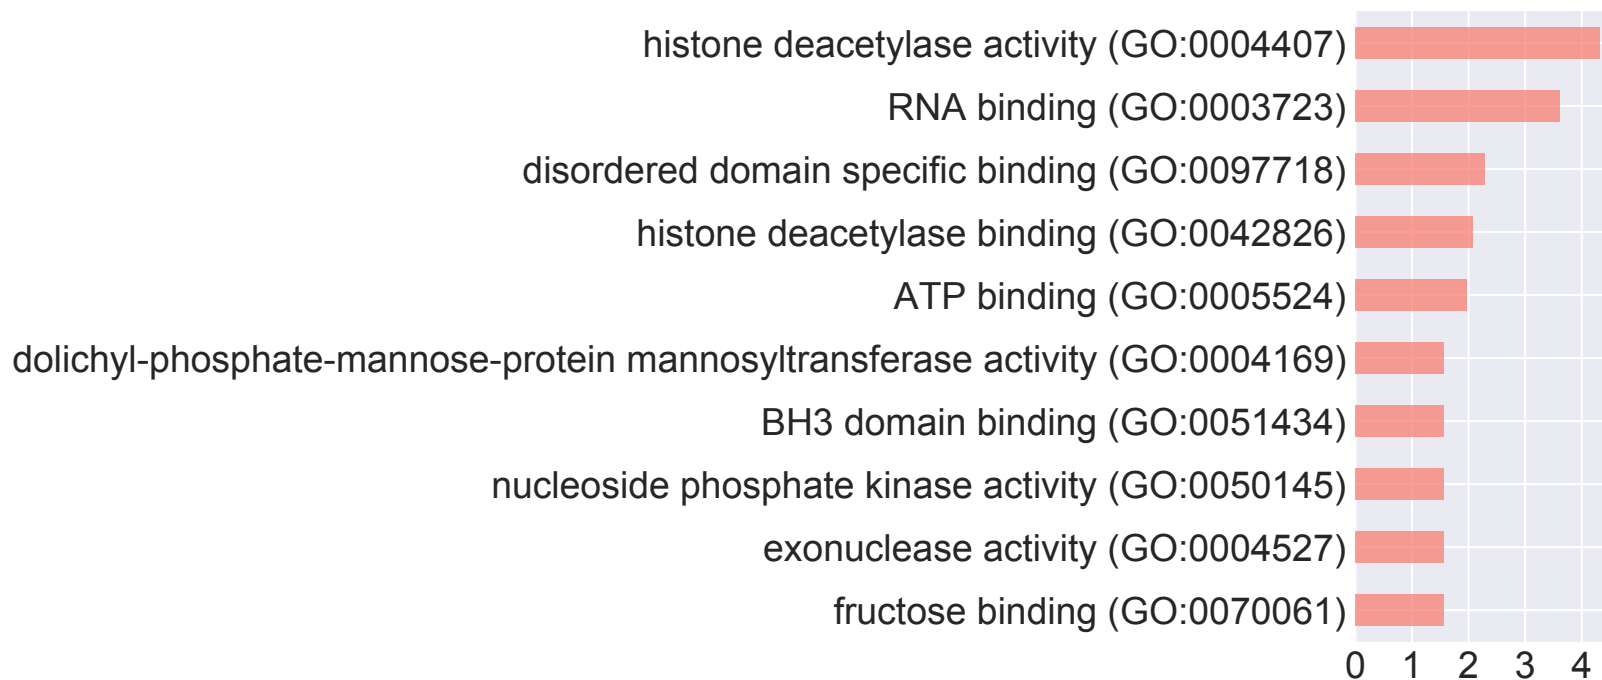 histone deacetylase activity (GO:0004407)
RNA binding (GO:0003723)
disordered domain specific binding (GO:0097718)
histone deacetylase binding (GO:0042826)
ATP binding (GO:0005524)
dolichyl-phosphate-mannose-protein mannosyltransferase activity (GO:0004169)
BH3 domain binding (GO:0051434)
nucleoside phosphate kinase activity (GO:0050145)
exonuclease activity (GO:0004527)
fructose binding (GO:0070061)
0 1 2 3 4